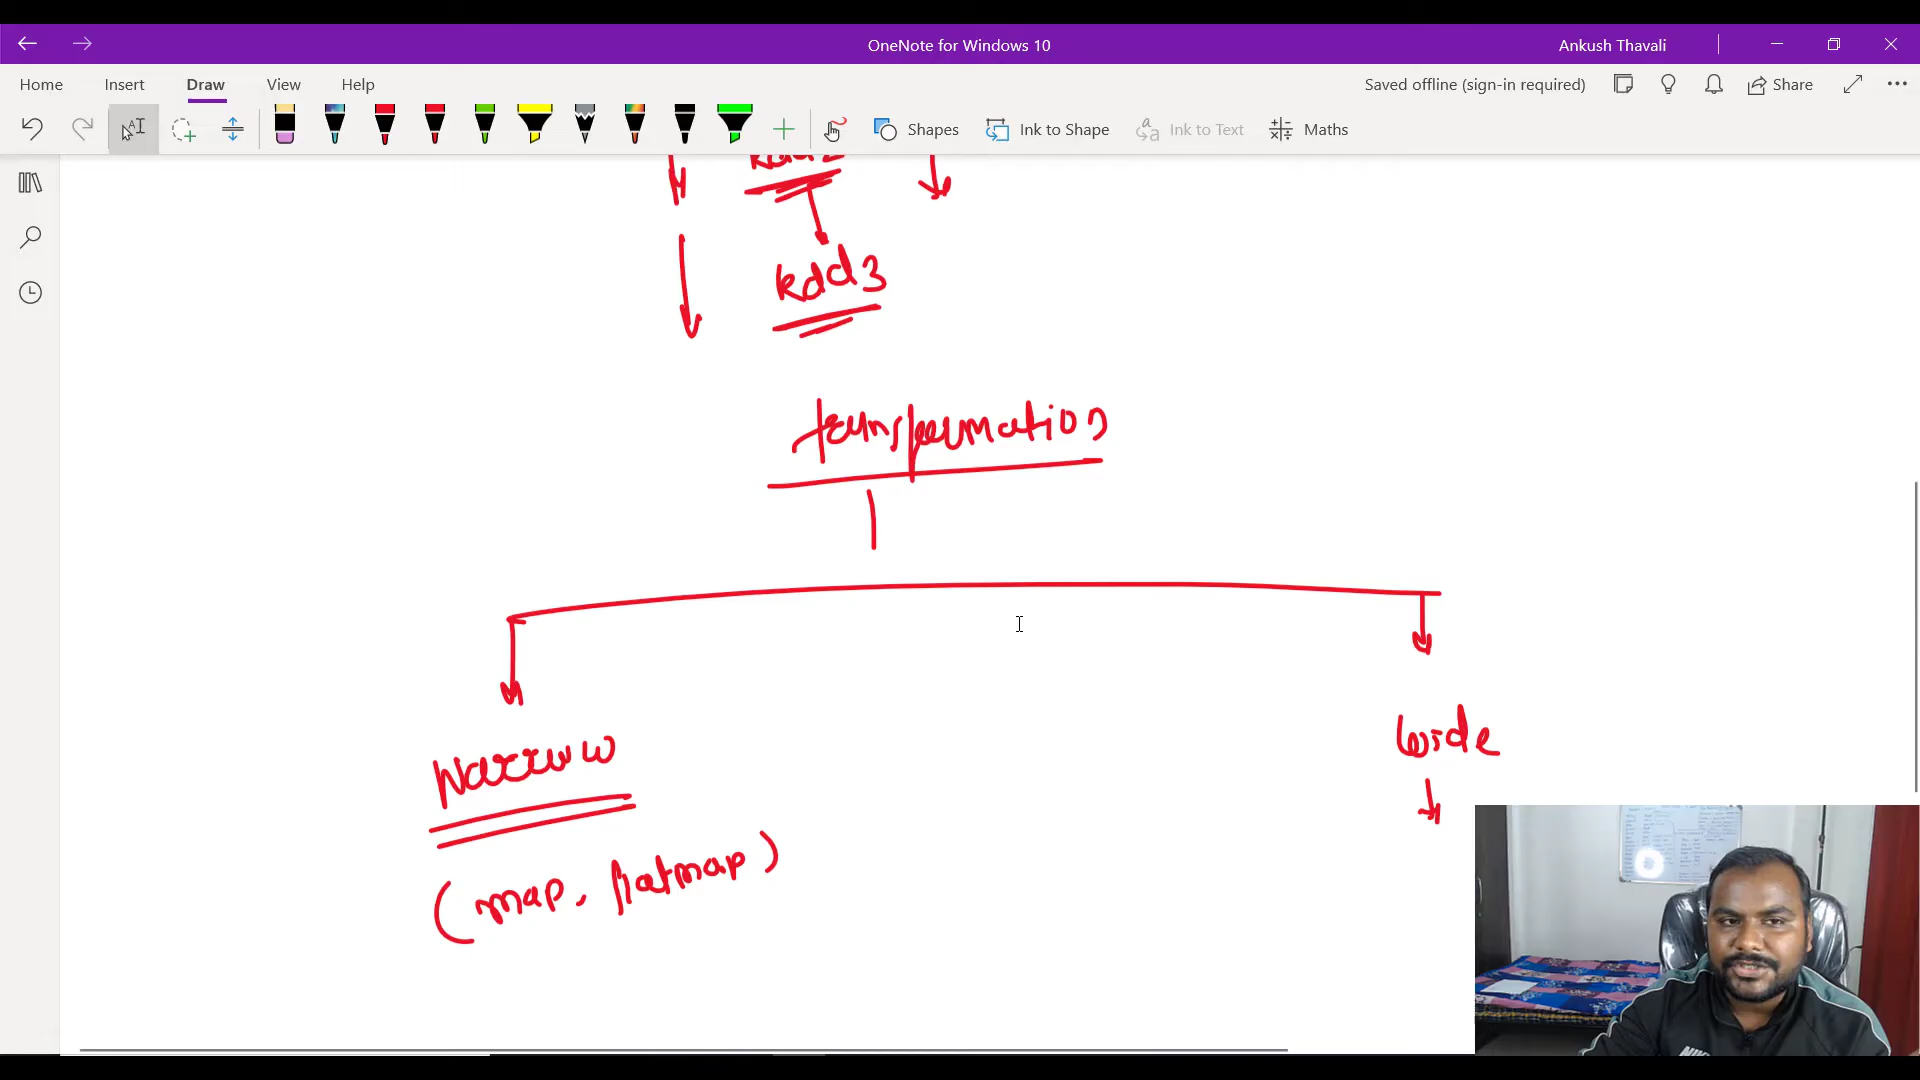 OneNote for Windows 10
Ankush Thavali
Home Insert Draw View Help
Saved offline (sign-in required)
Share
Shapes Ink to Shape Ink to Text Maths
rdd3
transformation
Narrow
wide
(map, flatmap)